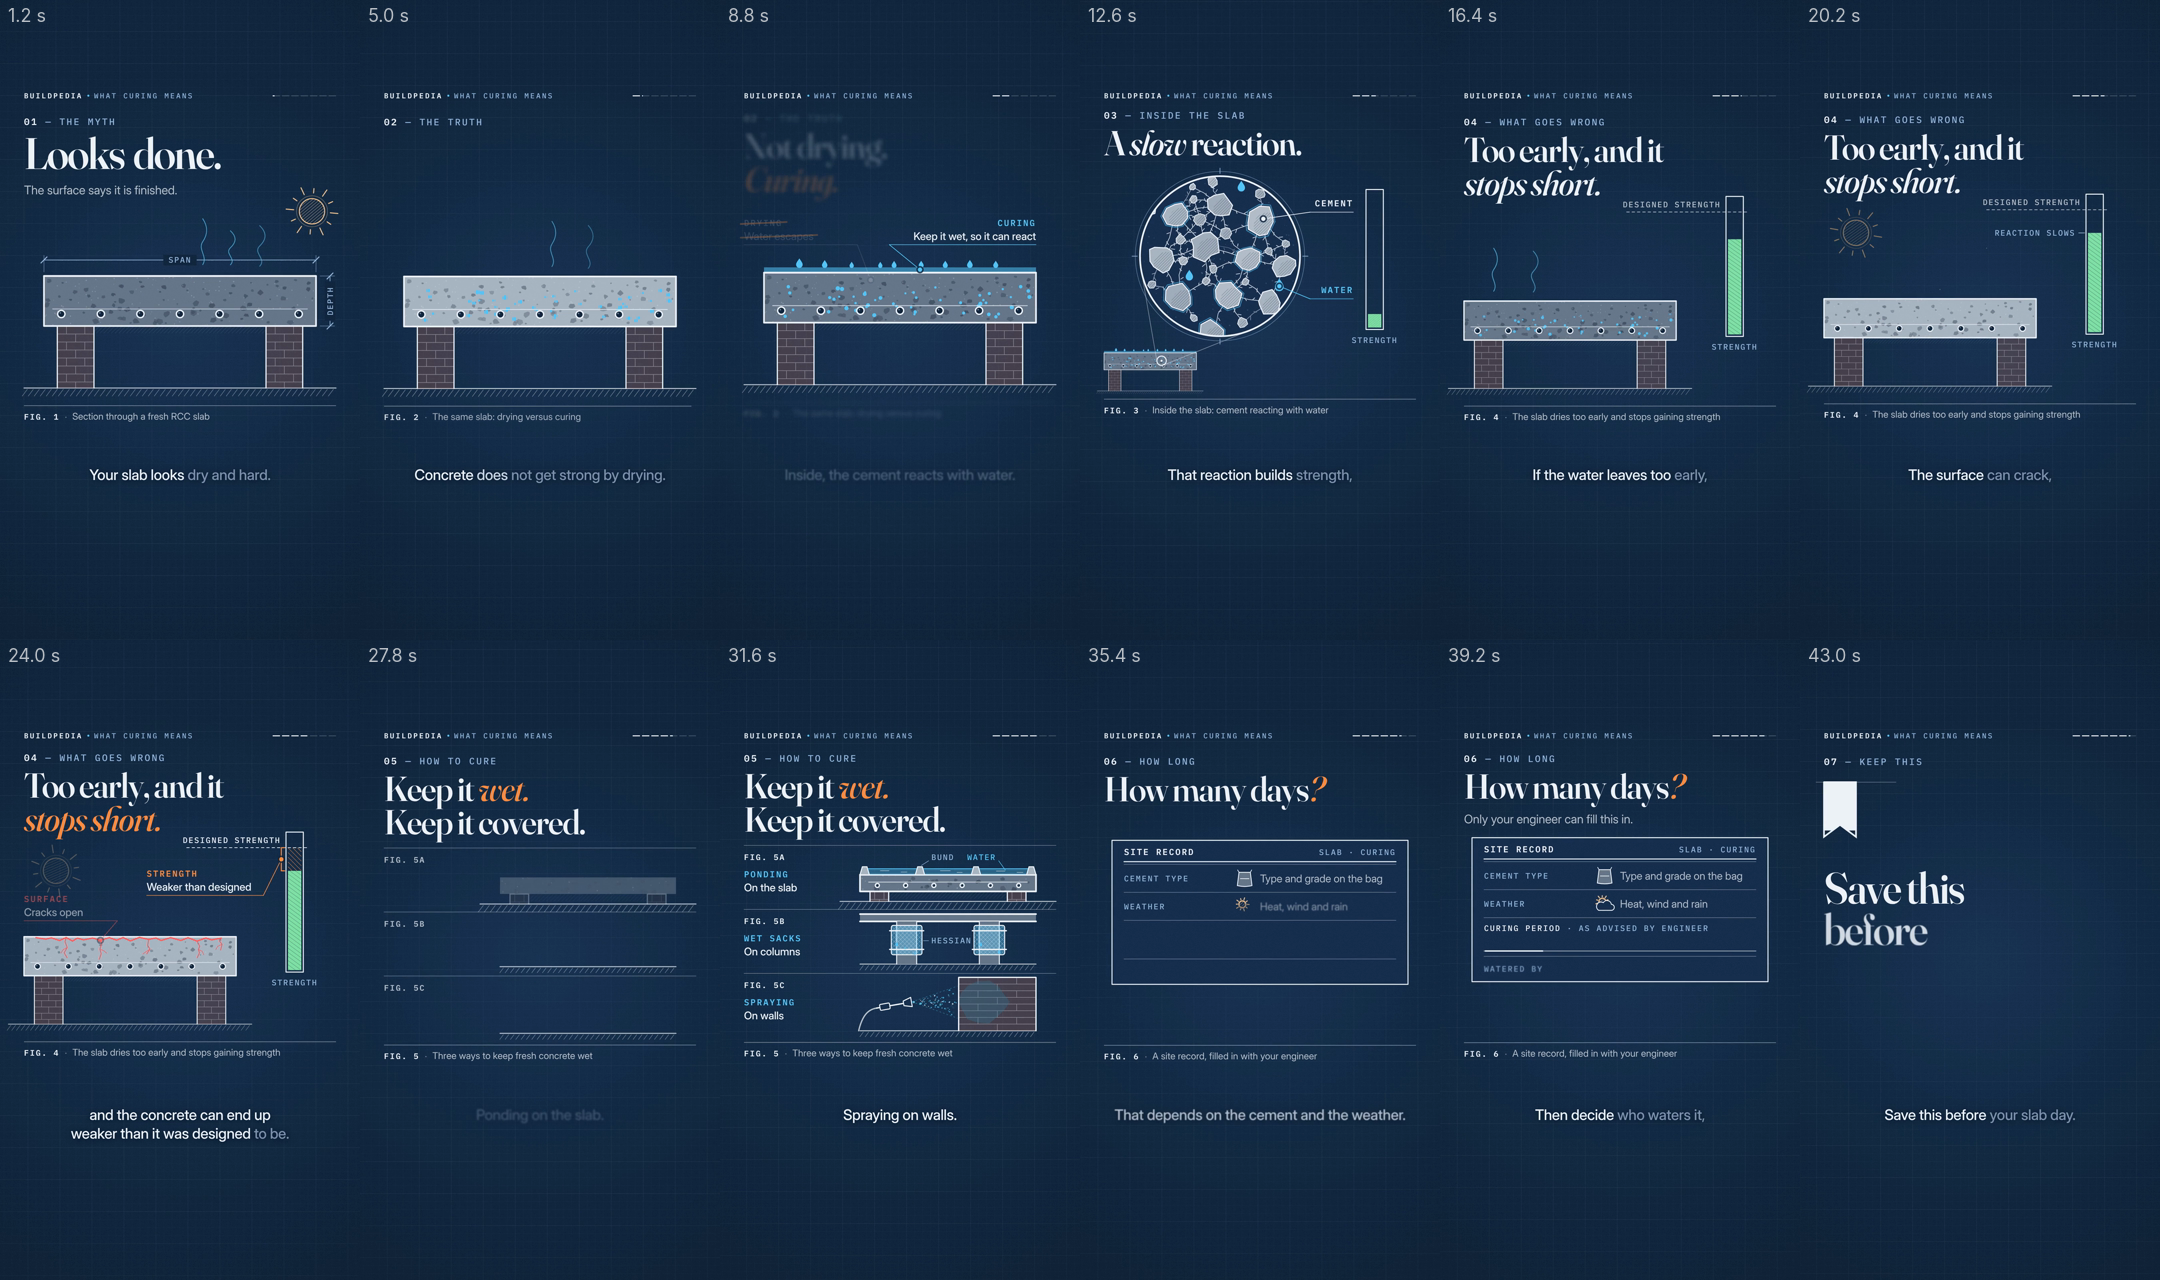 1.2 s
BUILDPEDIA • WHAT CURING MEANS
01 — THE MYTH
Looks done.
The surface says it is finished.
SPAN
DEPTH
FIG. 1 · Section through a fresh RCC slab
Your slab looks dry and hard.
5.0 s
BUILDPEDIA • WHAT CURING MEANS
02 — THE TRUTH
FIG. 2 · The same slab: drying versus curing
Concrete does not get strong by drying.
8.8 s
BUILDPEDIA • WHAT CURING MEANS
02 — THE TRUTH
Not drying.
Curing.
DRYING
Water escapes
CURING
Keep it wet, so it can react
FIG. 2 · The same slab: drying versus curing
Inside, the cement reacts with water.
12.6 s
BUILDPEDIA • WHAT CURING MEANS
03 — INSIDE THE SLAB
A slow reaction.
CEMENT
WATER
STRENGTH
FIG. 3 · Inside the slab: cement reacting with water
That reaction builds strength,
16.4 s
BUILDPEDIA • WHAT CURING MEANS
04 — WHAT GOES WRONG
Too early, and it
stops short.
DESIGNED STRENGTH
STRENGTH
FIG. 4 · The slab dries too early and stops gaining strength
If the water leaves too early,
20.2 s
BUILDPEDIA • WHAT CURING MEANS
04 — WHAT GOES WRONG
Too early, and it
stops short.
DESIGNED STRENGTH
REACTION SLOWS
STRENGTH
FIG. 4 · The slab dries too early and stops gaining strength
The surface can crack,
24.0 s
BUILDPEDIA • WHAT CURING MEANS
04 — WHAT GOES WRONG
Too early, and it
stops short.
DESIGNED STRENGTH
STRENGTH
Weaker than designed
SURFACE
Cracks open
STRENGTH
FIG. 4 · The slab dries too early and stops gaining strength
and the concrete can end up
weaker than it was designed to be.
27.8 s
BUILDPEDIA • WHAT CURING MEANS
05 — HOW TO CURE
Keep it wet.
Keep it covered.
FIG. 5A
FIG. 5B
FIG. 5C
FIG. 5 · Three ways to keep fresh concrete wet
Ponding on the slab.
31.6 s
BUILDPEDIA • WHAT CURING MEANS
05 — HOW TO CURE
Keep it wet.
Keep it covered.
FIG. 5A
PONDING
On the slab
BUND WATER
FIG. 5B
WET SACKS
On columns
HESSIAN
FIG. 5C
SPRAYING
On walls
FIG. 5 · Three ways to keep fresh concrete wet
Spraying on walls.
35.4 s
BUILDPEDIA • WHAT CURING MEANS
06 — HOW LONG
How many days?
SITE RECORD SLAB · CURING
CEMENT TYPE Type and grade on the bag
WEATHER Heat, wind and rain
FIG. 6 · A site record, filled in with your engineer
That depends on the cement and the weather.
39.2 s
BUILDPEDIA • WHAT CURING MEANS
06 — HOW LONG
How many days?
Only your engineer can fill this in.
SITE RECORD SLAB · CURING
CEMENT TYPE Type and grade on the bag
WEATHER Heat, wind and rain
CURING PERIOD · AS ADVISED BY ENGINEER
WATERED BY
FIG. 6 · A site record, filled in with your engineer
Then decide who waters it,
43.0 s
BUILDPEDIA • WHAT CURING MEANS
07 — KEEP THIS
Save this
before
Save this before your slab day.